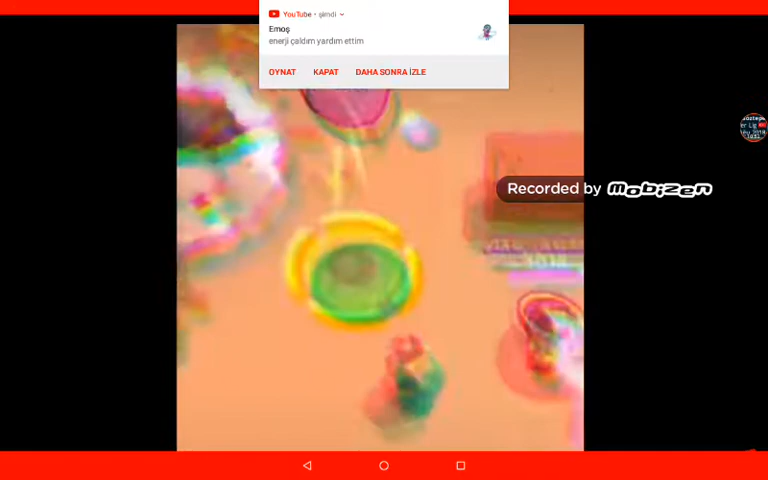 YouTube • şimdi
Emoş
enerji çaldım yardım ettim
OYNAT KAPAT DAHA SONRA İZLE
Recorded by mobizen